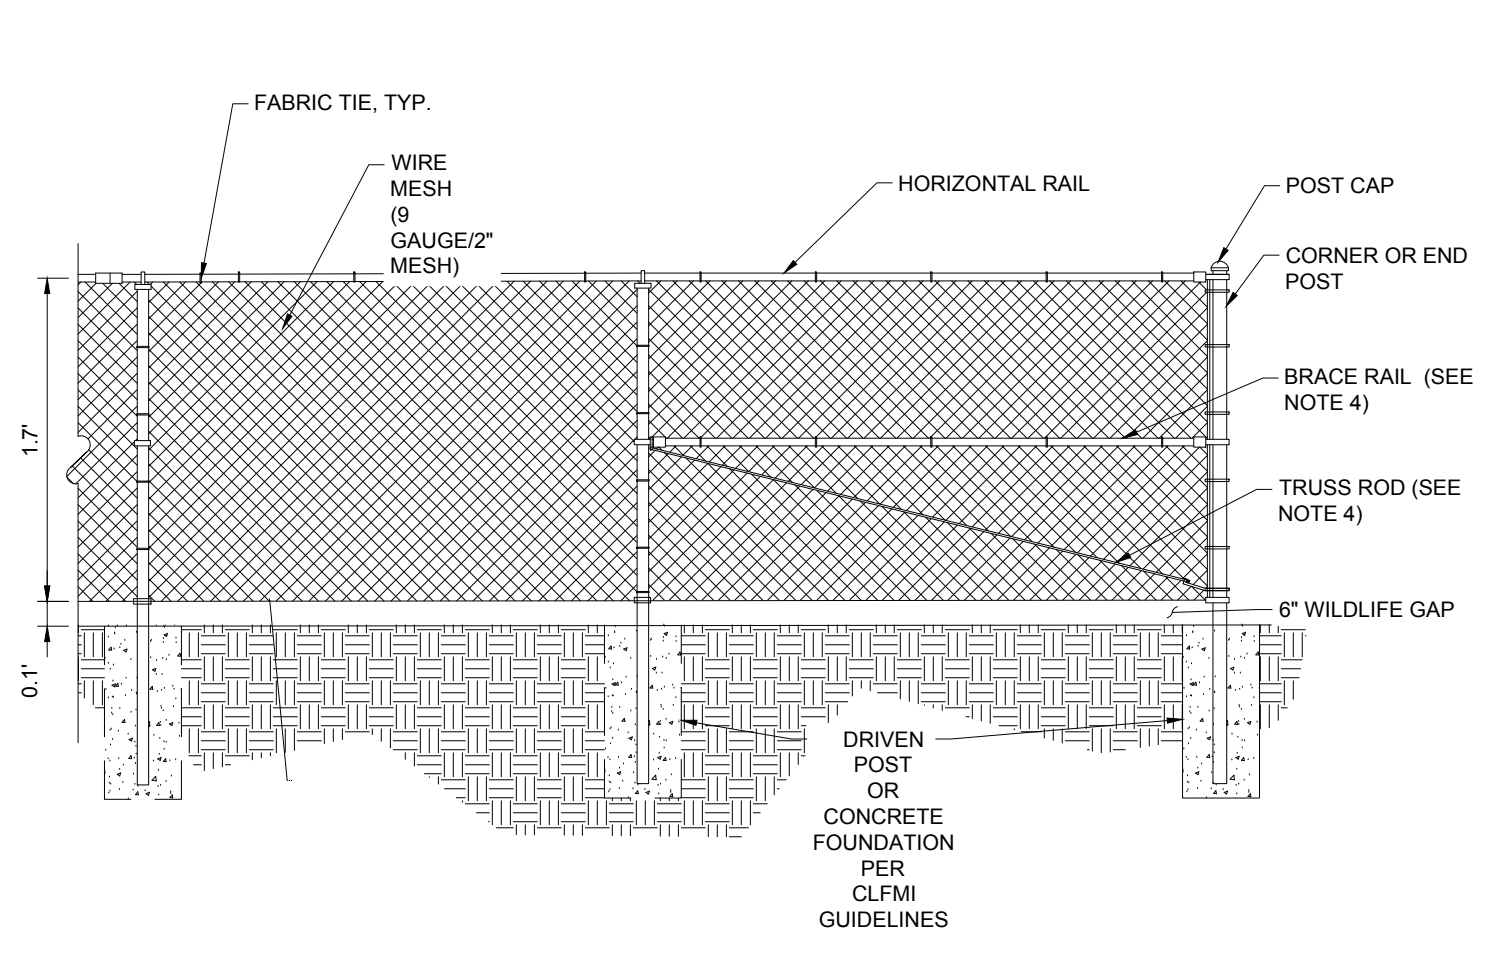 FABRIC TIE, TYP.
WIRE
MESH
(9
GAUGE/2"
MESH)
HORIZONTAL RAIL
POST CAP
CORNER OR END
POST
BRACE RAIL (SEE
NOTE 4)
TRUSS ROD (SEE
NOTE 4)
6" WILDLIFE GAP
1.7'
0.1'
DRIVEN
POST
OR
CONCRETE
FOUNDATION
PER
CLFMI
GUIDELINES